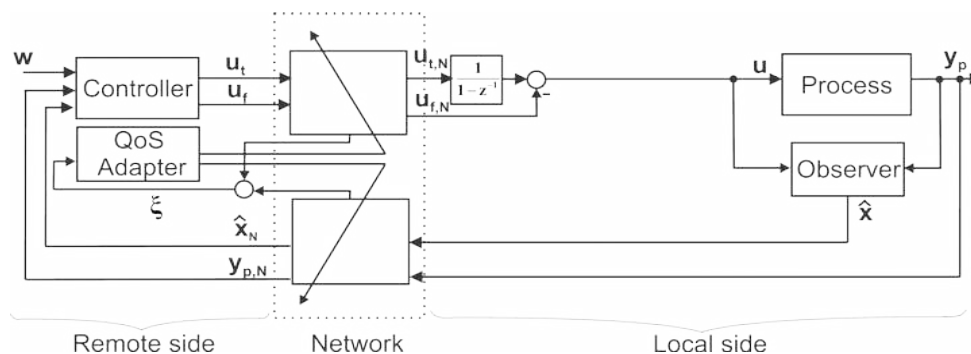 w
Controller
u_t
u_f
u_{t,N}
u_{f,N}
1
1-z^{-1}
-
u
Process
y_p
QoS
Adapter
Observer
ξ
x̂
x̂_N
y_{p,N}
Remote side
Network
Local side